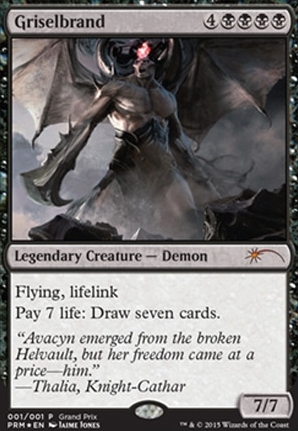 Griselbrand 4
Legendary Creature — Demon
Flying, lifelink
Pay 7 life: Draw seven cards.
“Avacyn emerged from the broken
Helvault, but her freedom came at a
price—him.”
—Thalia, Knight-Cathar
7/7
001/001 P Grand Prix
PRM • EN Jaime Jones
™ & © 2015 Wizards of the Coast